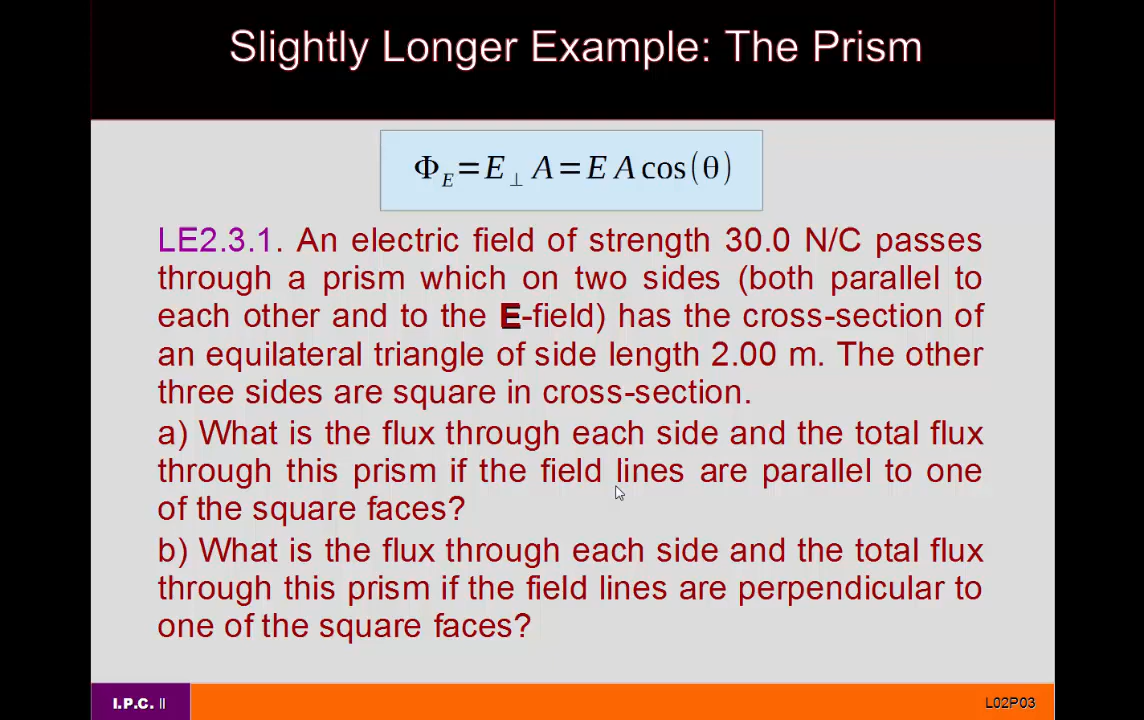 Slightly Longer Example: The Prism
Φ_E = E_⊥ A = E A cos(θ)
LE2.3.1. An electric field of strength 30.0 N/C passes
through a prism which on two sides (both parallel to
each other and to the E-field) has the cross-section of
an equilateral triangle of side length 2.00 m. The other
three sides are square in cross-section.
a) What is the flux through each side and the total flux
through this prism if the field lines are parallel to one
of the square faces?
b) What is the flux through each side and the total flux
through this prism if the field lines are perpendicular to
one of the square faces?
I.P.C. II
L02P03